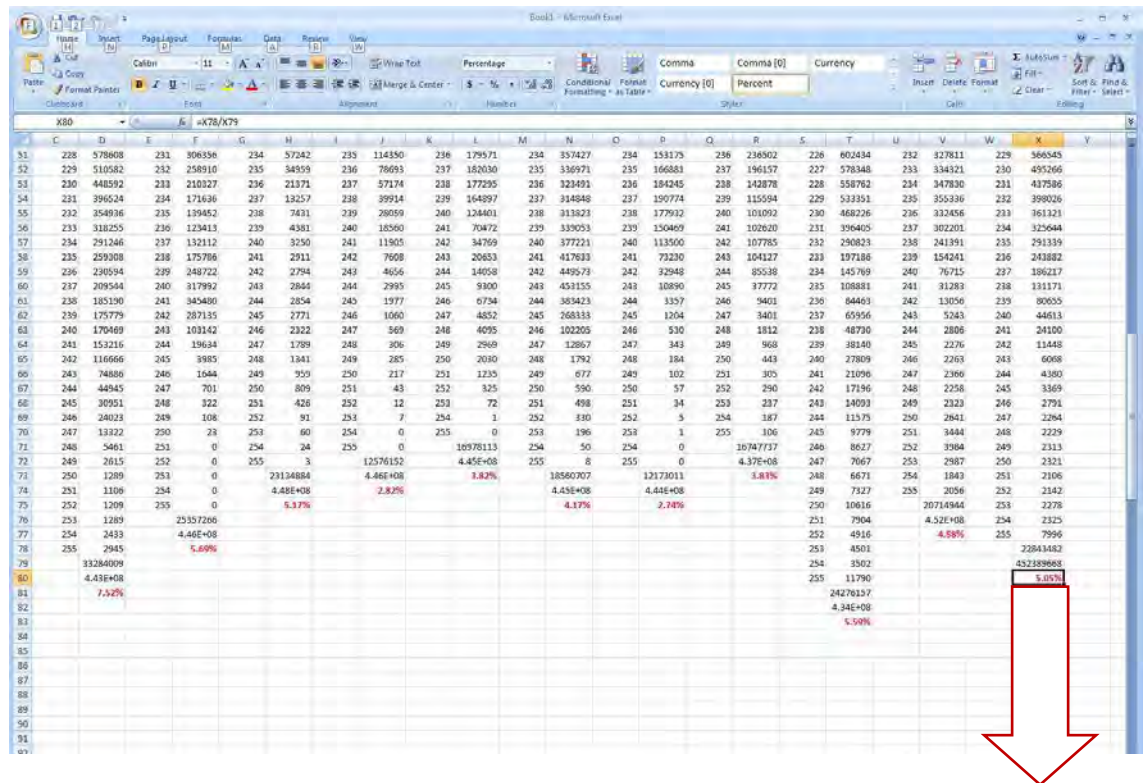 Book1 - Microsoft Excel
Home Insert Page Layout Formulas Data Review View
H N P M A R W
Paste Cut Copy Format Painter Calibri 11 Wrap Text Merge & Center Percentage Conditional Formatting Format as Table Comma Comma [0] Currency Currency [0] Percent Insert Delete Format AutoSum Fill Clear Sort & Filter Find & Select
Clipboard Font Alignment Number Styles Cells Editing
X80 fx =X78/X79
C D E F G H I J K L M N O P Q R S T U V W X Y
51 228 578608 231 306356 234 57242 235 114350 236 179571 234 357427 234 153175 236 236502 226 602434 232 327811 229 566545
52 229 510582 232 258910 235 34959 236 78693 237 182030 235 336971 235 166881 237 196157 227 578348 233 334321 230 495266
53 230 448592 233 210327 236 21371 237 57174 238 177295 236 323491 236 184245 238 142878 228 558762 234 347830 231 437586
54 231 396524 234 171636 237 13257 238 39914 239 164897 237 314848 237 190774 239 115594 229 533351 235 355336 232 398026
55 232 354936 235 139452 238 7431 239 28059 240 124401 238 313823 238 177932 240 101092 230 468226 236 332456 233 361321
56 233 318255 236 123413 239 4381 240 18560 241 70472 239 339053 239 150469 241 102620 231 396405 237 302201 234 325644
57 234 291246 237 132112 240 3250 241 11905 242 34769 240 377221 240 113500 242 107785 232 290823 238 241391 235 291339
58 235 259308 238 175786 241 2911 242 7608 243 20653 241 417633 241 73230 243 104127 233 197186 239 154241 236 243882
59 236 230594 239 248722 242 2794 243 4656 244 14058 242 449573 242 32948 244 85538 234 145769 240 76715 237 186217
60 237 209544 240 317992 243 2844 244 2995 245 9300 243 453155 243 10890 245 37772 235 108881 241 31283 238 131171
61 238 185190 241 345480 244 2854 245 1977 246 6734 244 383423 244 3357 246 9401 236 84463 242 13056 239 80655
62 239 175779 242 287135 245 2771 246 1060 247 4852 245 268333 245 1204 247 3401 237 65956 243 5243 240 44613
63 240 170469 243 103142 246 2322 247 569 248 4095 246 102205 246 530 248 1812 238 48730 244 2806 241 24100
64 241 153216 244 19634 247 1789 248 306 249 2969 247 12867 247 343 249 968 239 38140 245 2276 242 11448
65 242 116666 245 3985 248 1341 249 285 250 2030 248 1792 248 184 250 443 240 27809 246 2263 243 6068
66 243 74886 246 1644 249 959 250 217 251 1235 249 677 249 102 251 305 241 21096 247 2366 244 4380
67 244 44945 247 701 250 809 251 43 252 325 250 590 250 57 252 290 242 17196 248 2258 245 3369
68 245 30951 248 322 251 426 252 12 253 72 251 498 251 34 253 237 243 14093 249 2323 246 2791
69 246 24023 249 108 252 91 253 7 254 1 252 330 252 5 254 187 244 11575 250 2641 247 2264
70 247 13322 250 23 253 60 254 0 255 0 253 196 253 1 255 106 245 9779 251 3444 248 2229
71 248 5461 251 0 254 24 255 0 16978113 254 50 254 0 16747737 246 8627 252 3984 249 2313
72 249 2615 252 0 255 3 12576152 4.45E+08 255 8 255 0 4.37E+08 247 7067 253 2987 250 2321
73 250 1289 253 0 23134884 4.46E+08 3.82% 18560707 12173011 3.83% 248 6671 254 1843 251 2106
74 251 1106 254 0 4.48E+08 2.82% 4.45E+08 4.44E+08 249 7327 255 2056 252 2142
75 252 1209 255 0 5.17% 4.17% 2.74% 250 10616 20714944 253 2278
76 253 1289 25357266 251 7904 4.52E+08 254 2325
77 254 2433 4.46E+08 252 4916 4.58% 255 7996
78 255 2945 5.69% 253 4501 22843482
79 33284009 254 3502 452389668
80 4.43E+08 255 11790 5.05%
81 7.52% 24276157
82 4.34E+08
83 5.59%
84
85
86
87
88
89
90
91